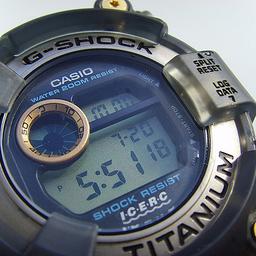 G-SHOCK
CASIO
WATER 200M RESIST
SPLIT
RESET
LOG
DATA
7-20
P 5:51 18
SHOCK RESIST
I.C.E.R.C
TITANIUM